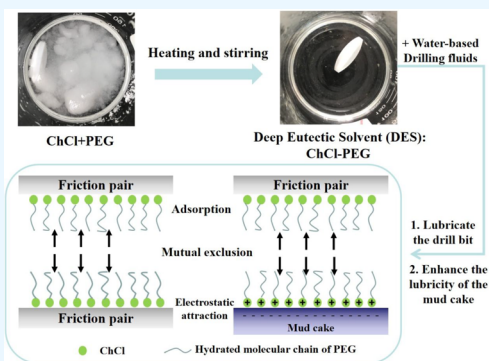 Heating and stirring
+ Water-based
Drilling fluids
ChCl+PEG
Deep Eutectic Solvent (DES):
ChCl-PEG
Friction pair
Adsorption
Mutual exclusion
Electrostatic
attraction
Friction pair
Friction pair
+ + + + + + + + + +
- - - - - - - - - - - - - -
Mud cake
1. Lubricate
the drill bit
2. Enhance the
lubricity of the
mud cake
ChCl
Hydrated molecular chain of PEG